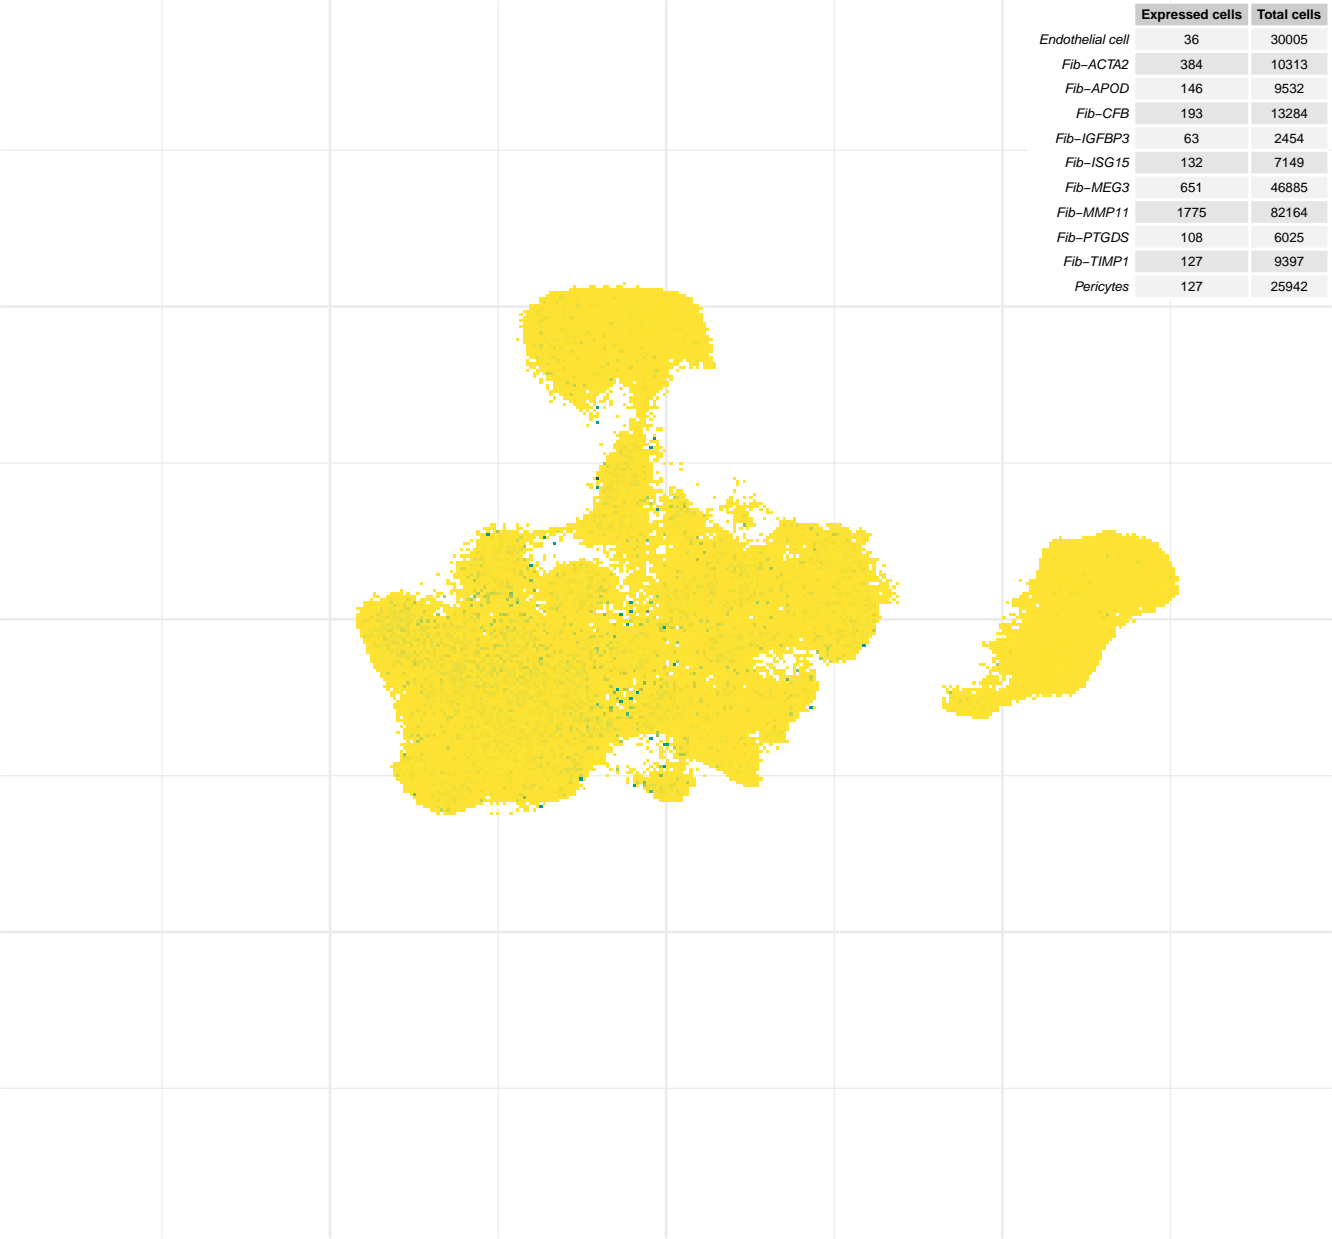 Expressed cells Total cells
Endothelial cell 36 30005
Fib−ACTA2 384 10313
Fib−APOD 146 9532
Fib−CFB 193 13284
Fib−IGFBP3 63 2454
Fib−ISG15 132 7149
Fib−MEG3 651 46885
Fib−MMP11 1775 82164
Fib−PTGDS 108 6025
Fib−TIMP1 127 9397
Pericytes 127 25942